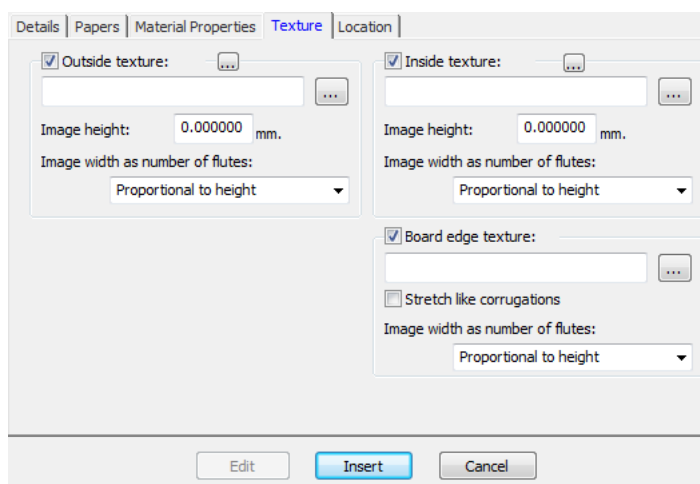 Details Papers Material Properties Texture Location
Outside texture: ...
...
Image height: 0.000000 mm.
Image width as number of flutes:
Proportional to height
Inside texture: ...
...
Image height: 0.000000 mm.
Image width as number of flutes:
Proportional to height
Board edge texture:
...
Stretch like corrugations
Image width as number of flutes:
Proportional to height
Edit Insert Cancel